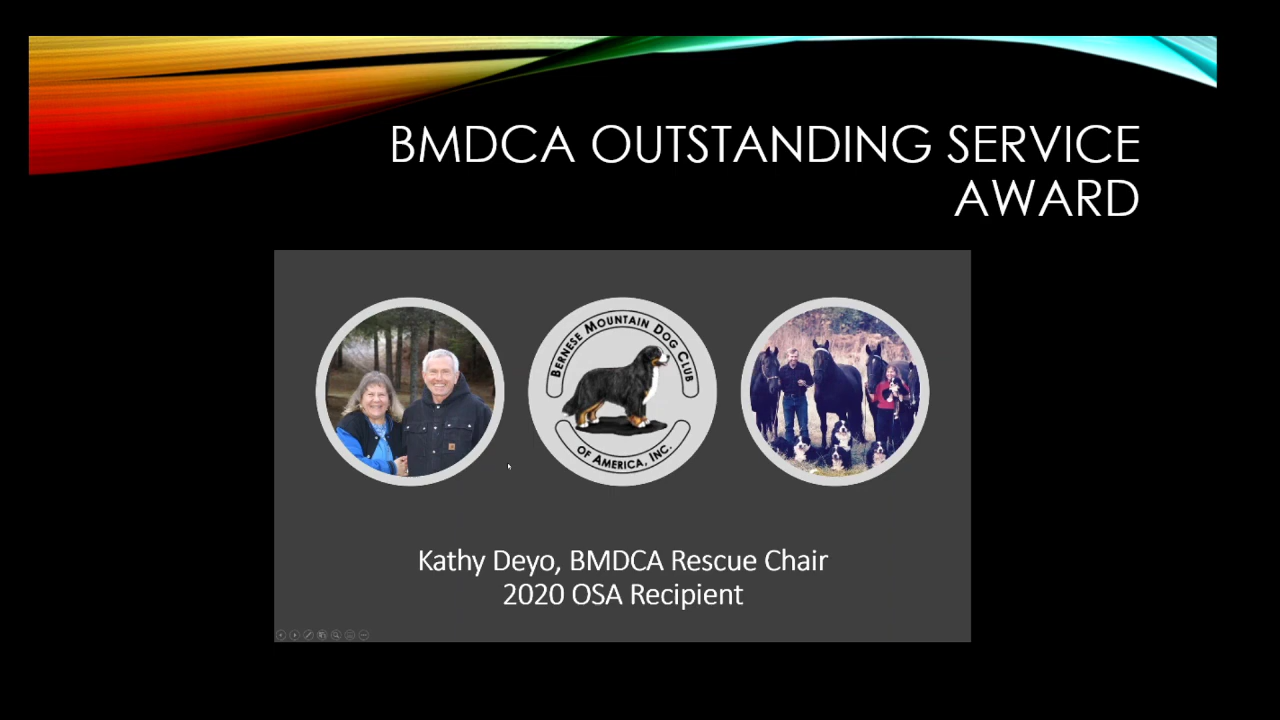 BMDCA OUTSTANDING SERVICE
AWARD
BERNESE MOUNTAIN DOG CLUB
OF AMERICA, INC.
Kathy Deyo, BMDCA Rescue Chair
2020 OSA Recipient